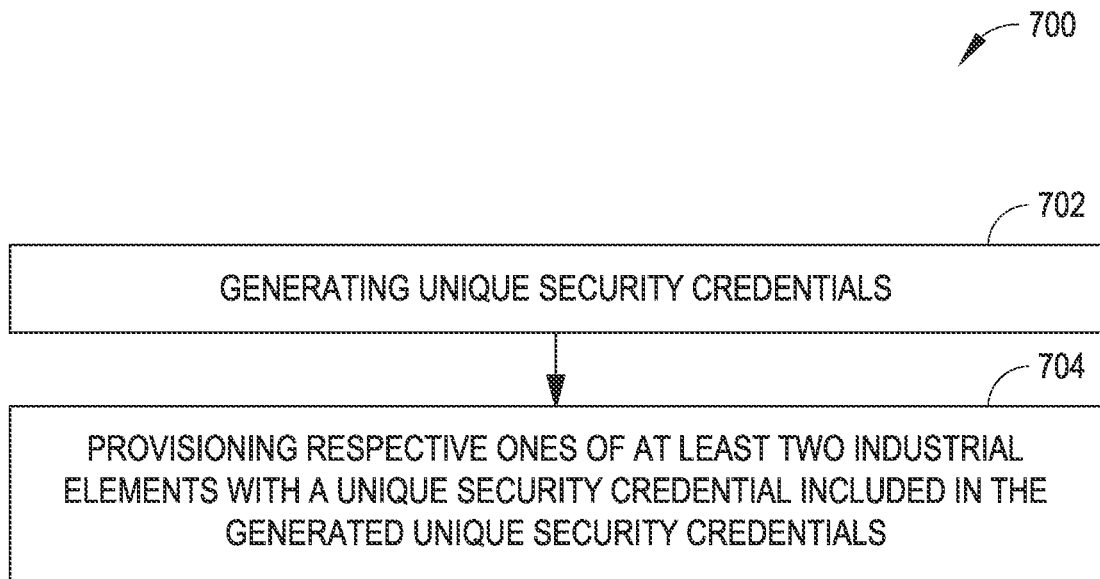 700
702
GENERATING UNIQUE SECURITY CREDENTIALS
704
PROVISIONING RESPECTIVE ONES OF AT LEAST TWO INDUSTRIAL
ELEMENTS WITH A UNIQUE SECURITY CREDENTIAL INCLUDED IN THE
GENERATED UNIQUE SECURITY CREDENTIALS